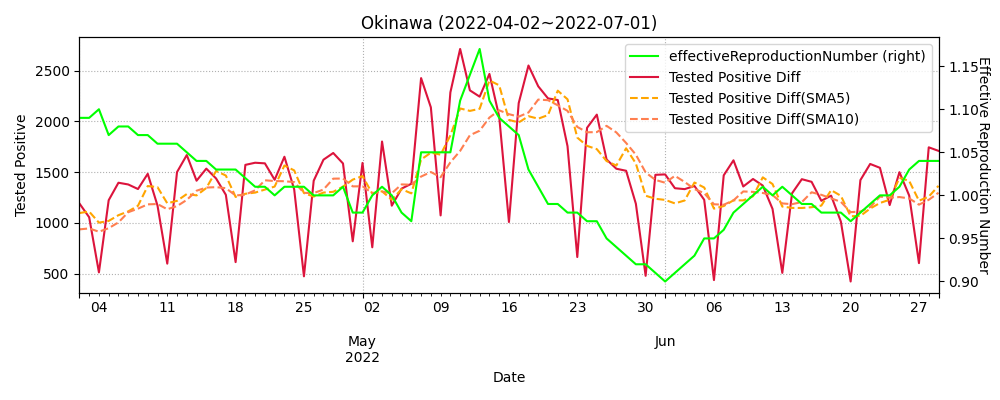 Okinawa (2022-04-02~2022-07-01)
effectiveReproductionNumber (right)
Tested Positive Diff
Tested Positive Diff(SMA5)
Tested Positive Diff(SMA10)
Tested Positive
2500
2000
1500
1000
500
1.15
1.10
1.05
1.00
0.95
0.90
Effective Reproduction Number
04 11 18 25 02 09 16 23 30 06 13 20 27
May Jun
2022
Date